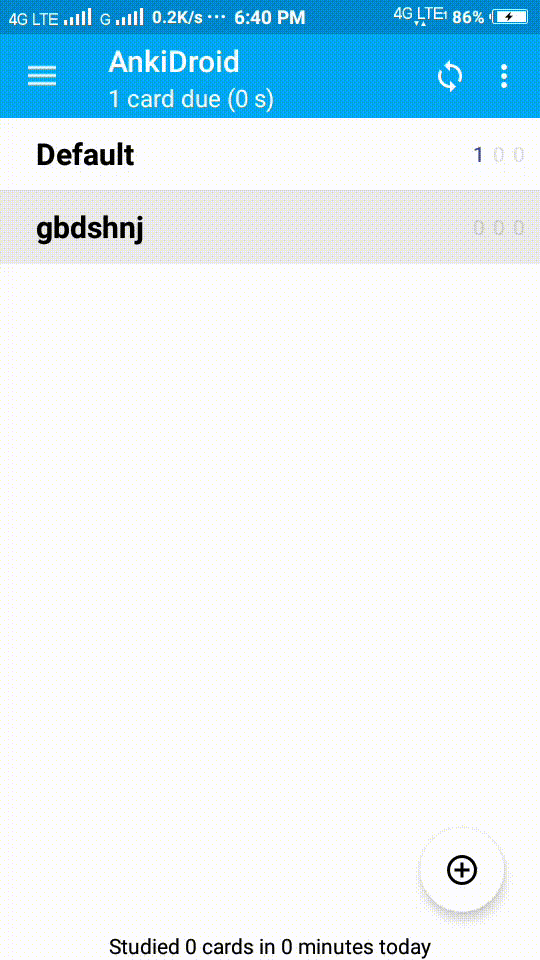 4G LTE G 0.2K/s ··· 6:40 PM 4G LTE1 86%
AnkiDroid
1 card due (0 s)
Default 1 0 0
gbdshnj 0 0 0
Studied 0 cards in 0 minutes today